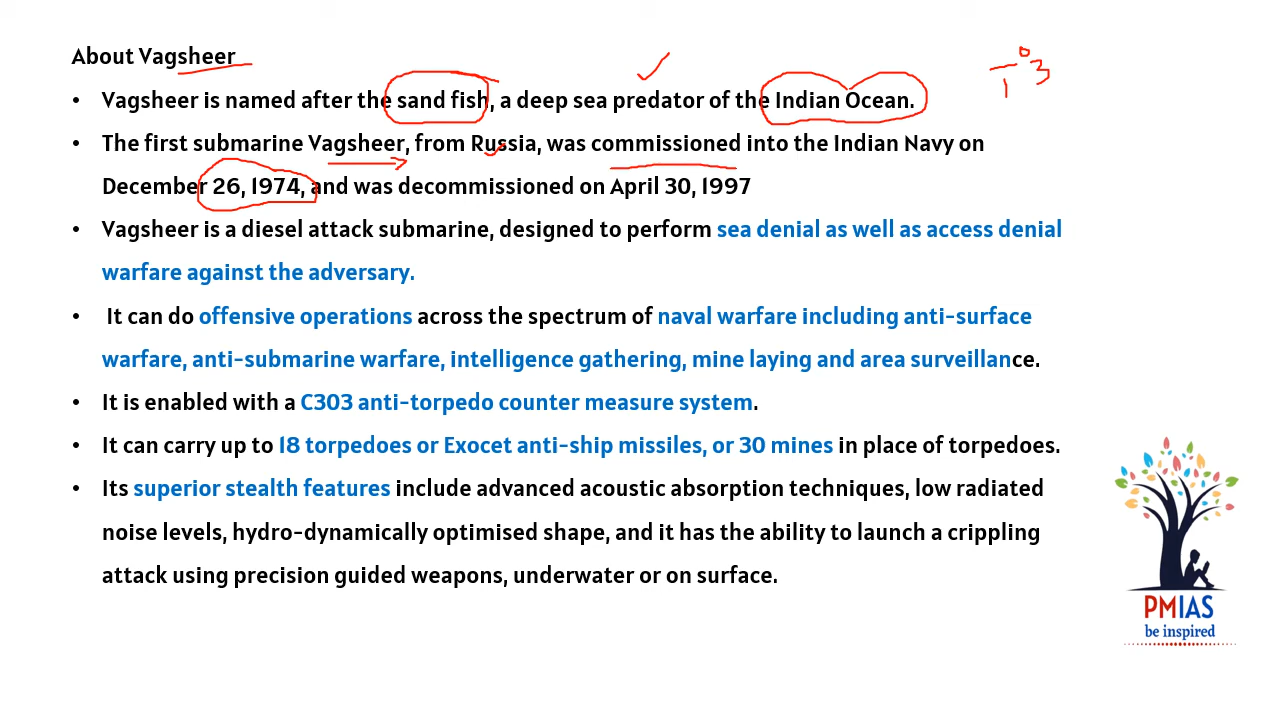 About Vagsheer
• Vagsheer is named after the sand fish, a deep sea predator of the Indian Ocean.
• The first submarine Vagsheer, from Russia, was commissioned into the Indian Navy on
December 26, 1974, and was decommissioned on April 30, 1997
• Vagsheer is a diesel attack submarine, designed to perform sea denial as well as access denial
warfare against the adversary.
• It can do offensive operations across the spectrum of naval warfare including anti-surface
warfare, anti-submarine warfare, intelligence gathering, mine laying and area surveillance.
• It is enabled with a C303 anti-torpedo counter measure system.
• It can carry up to 18 torpedoes or Exocet anti-ship missiles, or 30 mines in place of torpedoes.
• Its superior stealth features include advanced acoustic absorption techniques, low radiated
noise levels, hydro-dynamically optimised shape, and it has the ability to launch a crippling
attack using precision guided weapons, underwater or on surface.
PMIAS
be inspired